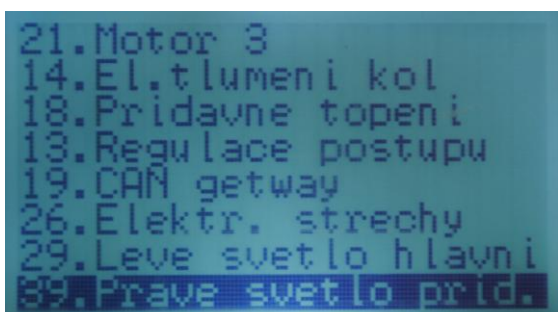 21.Motor 3
14.El.tlumeni kol
18.Pridavne topeni
13.Regulace postupu
19.CAN getway
26.Elektr. strechy
29.Leve svetlo hlavni
39.Prave svetlo prid.